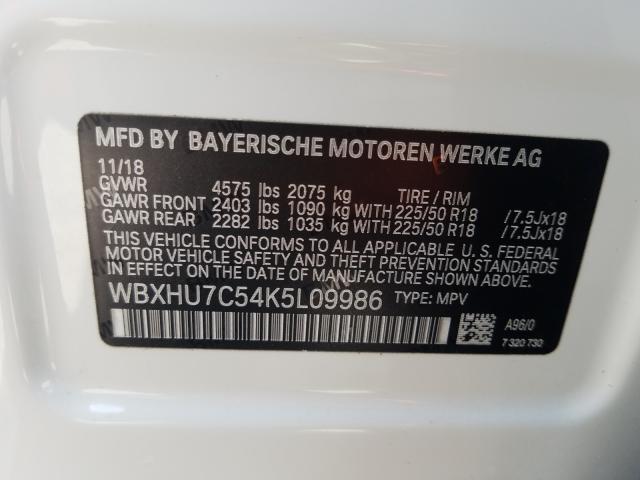 MFD BY BAYERISCHE MOTOREN WERKE AG
11/18
GVWR 4575 lbs 2075 kg TIRE / RIM
GAWR FRONT 2403 lbs 1090 kg WITH 225/50 R18 /7.5Jx18
GAWR REAR 2282 lbs 1035 kg WITH 225/50 R18 /7.5Jx18
THIS VEHICLE CONFORMS TO ALL APPLICABLE U. S. FEDERAL
MOTOR VEHICLE SAFETY AND THEFT PREVENTION STANDARDS
IN EFFECT ON THE DATE OF MANUFACTURE SHOWN ABOVE.
WBXHU7C54K5L09986 TYPE: MPV
A96/0
7 320 730